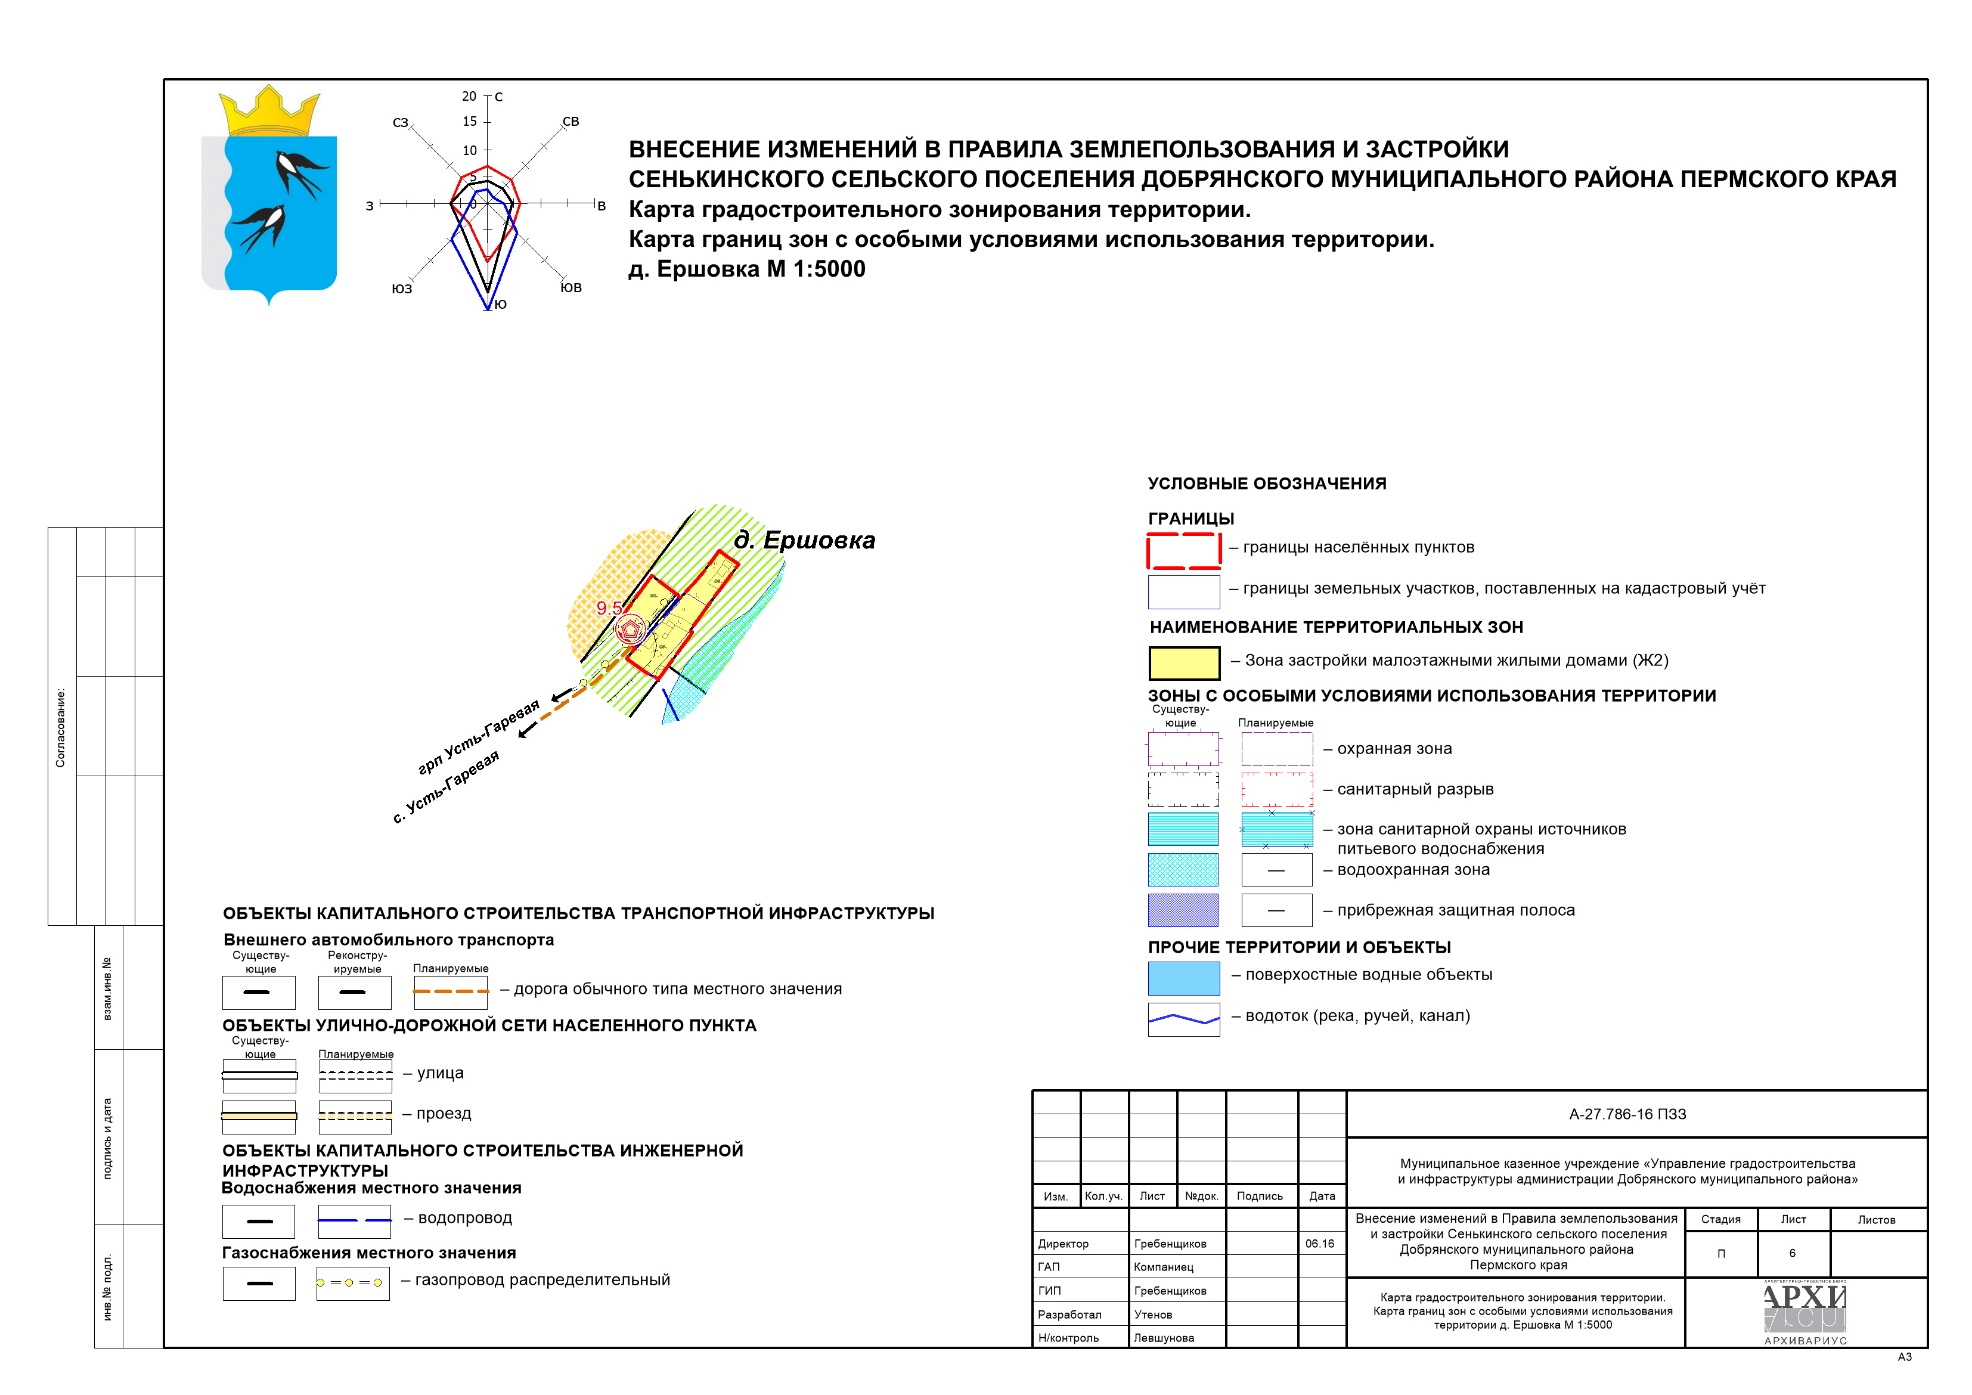 20
С
15
10
5
0
СЗ
СВ
З
В
ЮЗ
ЮВ
Ю
ВНЕСЕНИЕ ИЗМЕНЕНИЙ В ПРАВИЛА ЗЕМЛЕПОЛЬЗОВАНИЯ И ЗАСТРОЙКИ
СЕНЬКИНСКОГО СЕЛЬСКОГО ПОСЕЛЕНИЯ ДОБРЯНСКОГО МУНИЦИПАЛЬНОГО РАЙОНА ПЕРМСКОГО КРАЯ
Карта градостроительного зонирования территории.
Карта границ зон с особыми условиями использования территории.
д. Ершовка М 1:5000
д. Ершовка
9.5
грп Усть-Гаревая
с. Усть-Гаревая
УСЛОВНЫЕ ОБОЗНАЧЕНИЯ
ГРАНИЦЫ
– границы населённых пунктов
– границы земельных участков, поставленных на кадастровый учёт
НАИМЕНОВАНИЕ ТЕРРИТОРИАЛЬНЫХ ЗОН
– Зона застройки малоэтажными жилыми домами (Ж2)
ЗОНЫ С ОСОБЫМИ УСЛОВИЯМИ ИСПОЛЬЗОВАНИЯ ТЕРРИТОРИИ
Существу-
ющие
Планируемые
– охранная зона
– санитарный разрыв
– зона санитарной охраны источников
питьевого водоснабжения
– водоохранная зона
– прибрежная защитная полоса
ПРОЧИЕ ТЕРРИТОРИИ И ОБЪЕКТЫ
– поверхостные водные объекты
– водоток (река, ручей, канал)
ОБЪЕКТЫ КАПИТАЛЬНОГО СТРОИТЕЛЬСТВА ТРАНСПОРТНОЙ ИНФРАСТРУКТУРЫ
Внешнего автомобильного транспорта
Существу-
ющие
Реконстру-
ируемые
Планируемые
– дорога обычного типа местного значения
ОБЪЕКТЫ УЛИЧНО-ДОРОЖНОЙ СЕТИ НАСЕЛЕННОГО ПУНКТА
Существу-
ющие
Планируемые
– улица
– проезд
ОБЪЕКТЫ КАПИТАЛЬНОГО СТРОИТЕЛЬСТВА ИНЖЕНЕРНОЙ
ИНФРАСТРУКТУРЫ
Водоснабжения местного значения
– водопровод
Газоснабжения местного значения
– газопровод распределительный
Согласование:
взам.инв.№
подпись и дата
инв.№ подл.
А-27.786-16 ПЗЗ
Муниципальное казенное учреждение «Управление градостроительства
и инфраструктуры администрации Добрянского муниципального района»
Изм. Кол.уч. Лист №док. Подпись Дата
Внесение изменений в Правила землепользования
и застройки Сенькинского сельского поселения
Добрянского муниципального района
Пермского края
Стадия Лист Листов
П 6
Директор Гребенщиков 06.16
ГАП Компаниец
ГИП Гребенщиков
Разработал Утенов
Н/контроль Левшунова
Карта градостроительного зонирования территории.
Карта границ зон с особыми условиями использования
территории д. Ершовка М 1:5000
АРХИ
АРХИВАРИУС
А3